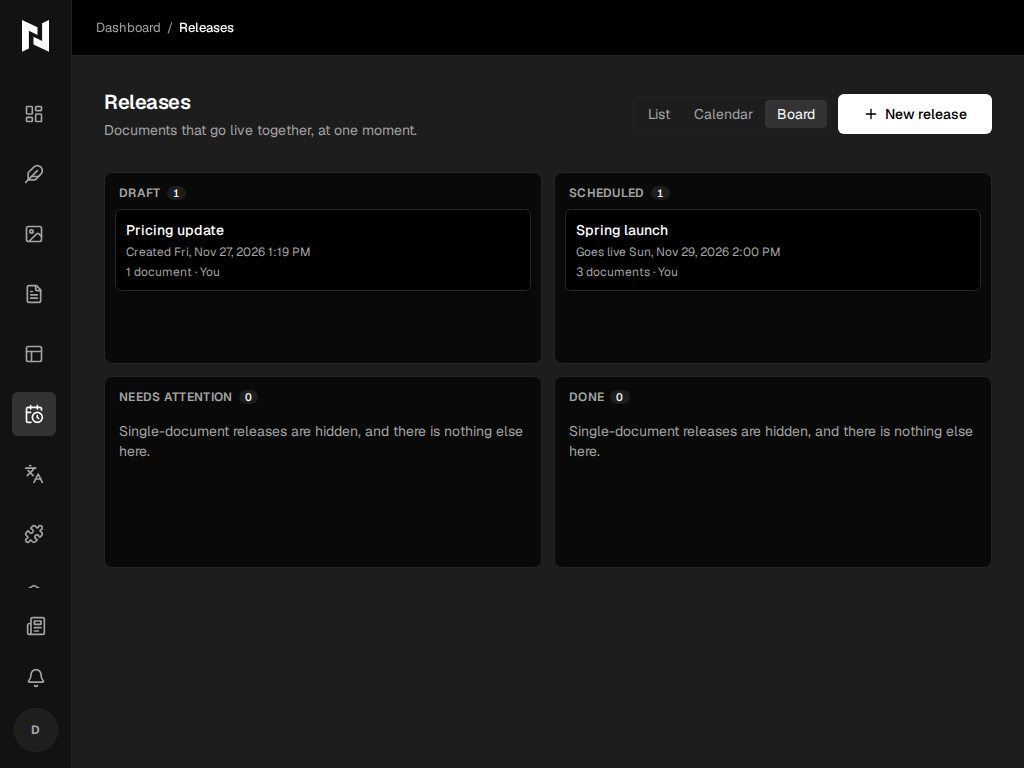 Dashboard / Releases
Releases
Documents that go live together, at one moment.
List Calendar Board
+ New release
DRAFT 1
Pricing update
Created Fri, Nov 27, 2026 1:19 PM
1 document · You
SCHEDULED 1
Spring launch
Goes live Sun, Nov 29, 2026 2:00 PM
3 documents · You
NEEDS ATTENTION 0
Single-document releases are hidden, and there is nothing else
here.
DONE 0
Single-document releases are hidden, and there is nothing else
here.
D